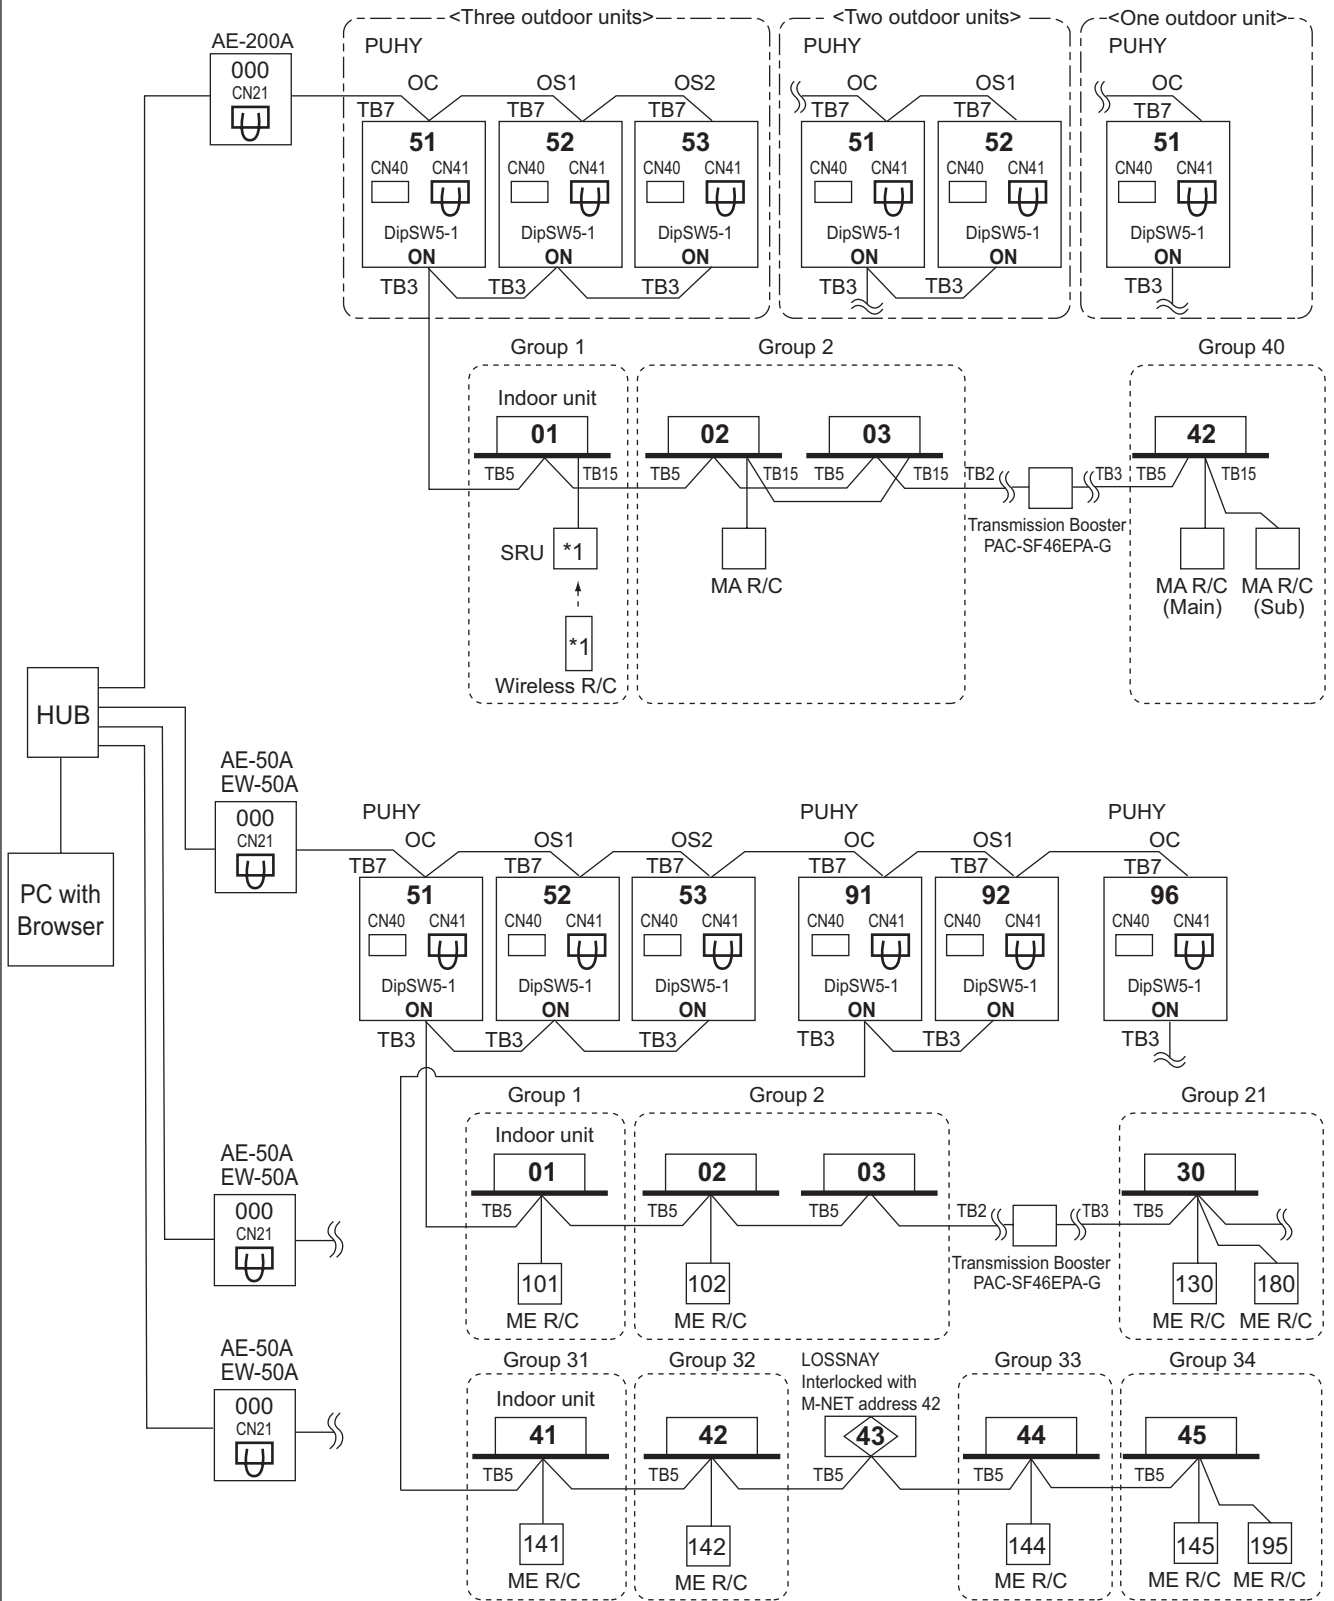 <Three outdoor units>
<Two outdoor units>
<One outdoor unit>
AE-200A
000
CN21
PUHY
PUHY
PUHY
OC
OS1
OS2
OC
OS1
OC
TB7
TB7
TB7
TB7
TB7
TB7
51
52
53
51
52
51
CN40 CN41
CN40 CN41
CN40 CN41
CN40 CN41
CN40 CN41
CN40 CN41
DipSW5-1
DipSW5-1
DipSW5-1
DipSW5-1
DipSW5-1
DipSW5-1
ON
ON
ON
ON
ON
ON
TB3
TB3
TB3
TB3
TB3
TB3
Group 1
Group 2
Group 40
Indoor unit
01
02
03
42
TB5
TB15
TB5
TB15
TB5
TB15
TB2
TB3
TB5
TB15
Transmission Booster
PAC-SF46EPA-G
SRU
*1
MA R/C
MA R/C
(Main)
MA R/C
(Sub)
*1
Wireless R/C
HUB
PC with
Browser
AE-50A
EW-50A
000
CN21
PUHY
PUHY
PUHY
OC
OS1
OS2
OC
OS1
OC
TB7
TB7
TB7
TB7
TB7
TB7
51
52
53
91
92
96
CN40 CN41
CN40 CN41
CN40 CN41
CN40 CN41
CN40 CN41
CN40 CN41
DipSW5-1
DipSW5-1
DipSW5-1
DipSW5-1
DipSW5-1
DipSW5-1
ON
ON
ON
ON
ON
ON
TB3
TB3
TB3
TB3
TB3
TB3
Group 1
Group 2
Group 21
Indoor unit
01
02
03
30
TB5
TB5
TB5
TB2
TB3
TB5
Transmission Booster
PAC-SF46EPA-G
101
102
130
180
ME R/C
ME R/C
ME R/C
ME R/C
AE-50A
EW-50A
000
CN21
AE-50A
EW-50A
000
CN21
Group 31
Group 32
LOSSNAY
Interlocked with
M-NET address 42
Group 33
Group 34
Indoor unit
41
42
43
44
45
TB5
TB5
TB5
TB5
TB5
141
142
144
145
195
ME R/C
ME R/C
ME R/C
ME R/C
ME R/C